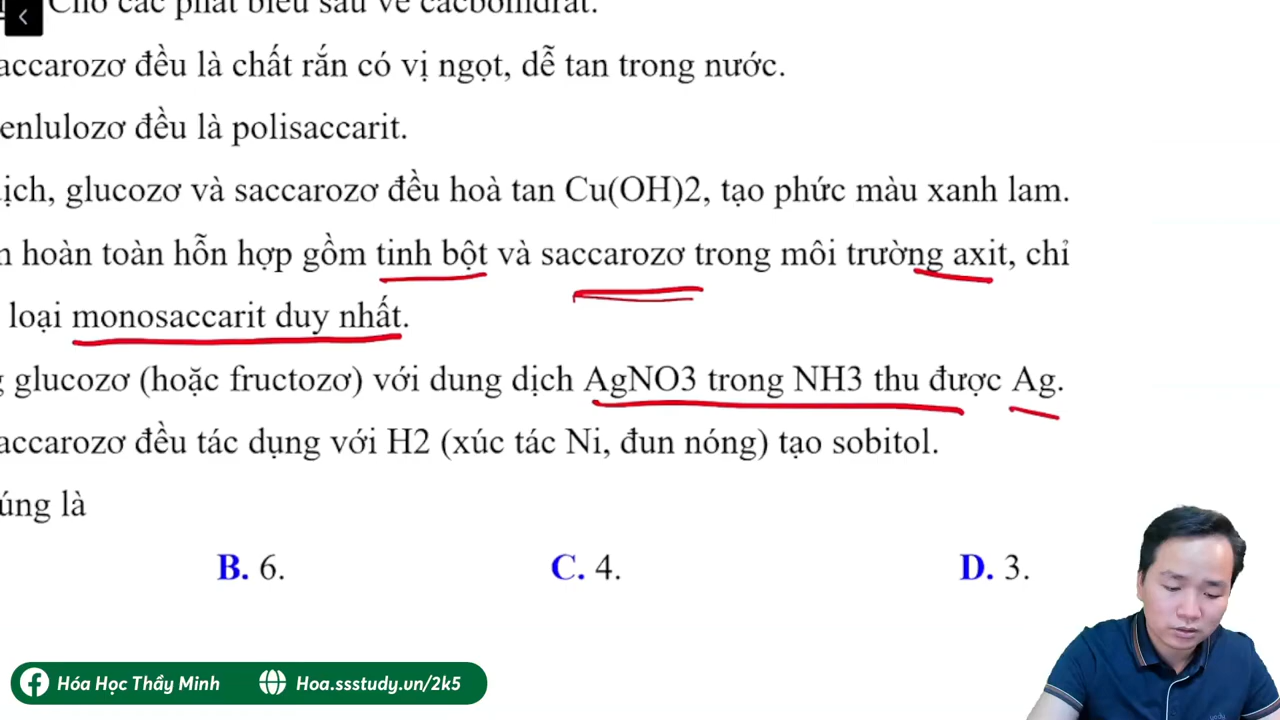 Cho các phát biểu sau về cacbohidrat:
accarozơ đều là chất rắn có vị ngọt, dễ tan trong nước.
enlulozơ đều là polisaccarit.
ịch, glucozơ và saccarozơ đều hoà tan Cu(OH)2, tạo phức màu xanh lam.
n hoàn toàn hỗn hợp gồm tinh bột và saccarozơ trong môi trường axit, chỉ
loại monosaccarit duy nhất.
g glucozơ (hoặc fructozơ) với dung dịch AgNO3 trong NH3 thu được Ag.
accarozơ đều tác dụng với H2 (xúc tác Ni, đun nóng) tạo sobitol.
úng là
B. 6. C. 4. D. 3.
Hóa Học Thầy Minh Hoa.ssstudy.vn/2k5